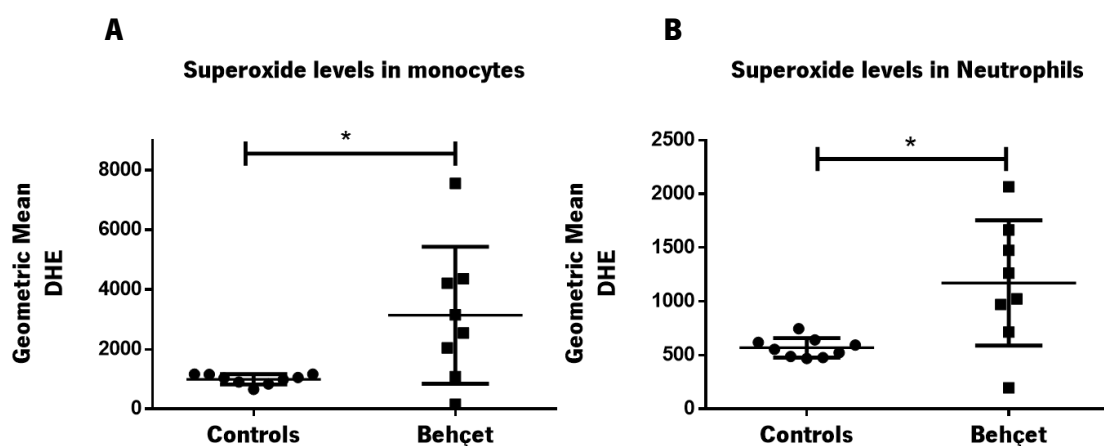 A
Superoxide levels in monocytes
Geometric Mean
DHE
8000
6000
4000
2000
0
*
Controls
Behçet
B
Superoxide levels in Neutrophils
Geometric Mean
DHE
2500
2000
1500
1000
500
0
*
Controls
Behçet